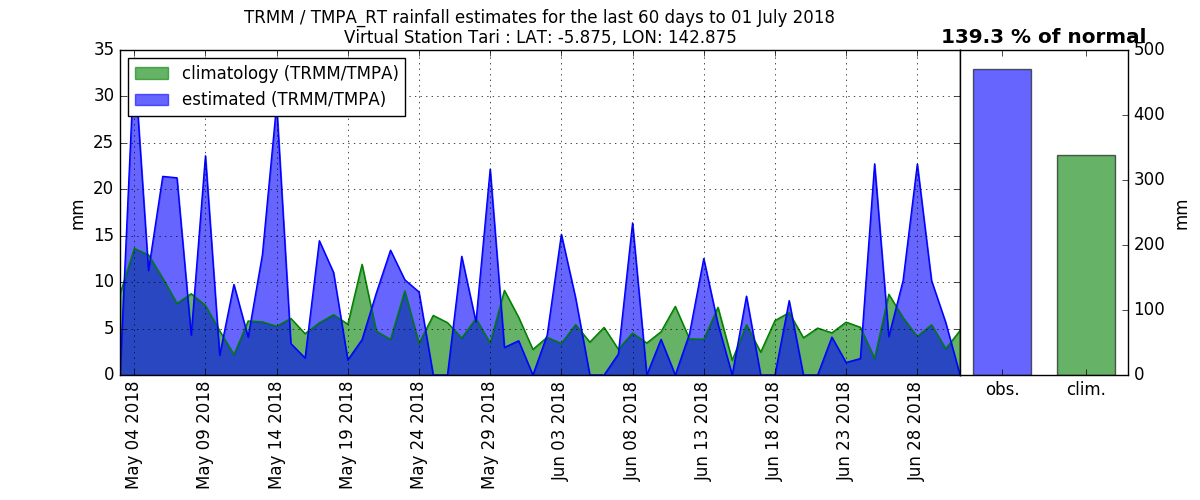 TRMM / TMPA_RT rainfall estimates for the last 60 days to 01 July 2018
Virtual Station Tari : LAT: -5.875, LON: 142.875
139.3 % of normal
climatology (TRMM/TMPA)
estimated (TRMM/TMPA)
mm
35
30
25
20
15
10
5
0
May 04 2018
May 09 2018
May 14 2018
May 19 2018
May 24 2018
May 29 2018
Jun 03 2018
Jun 08 2018
Jun 13 2018
Jun 18 2018
Jun 23 2018
Jun 28 2018
500
400
300
200
100
0
mm
obs.
clim.